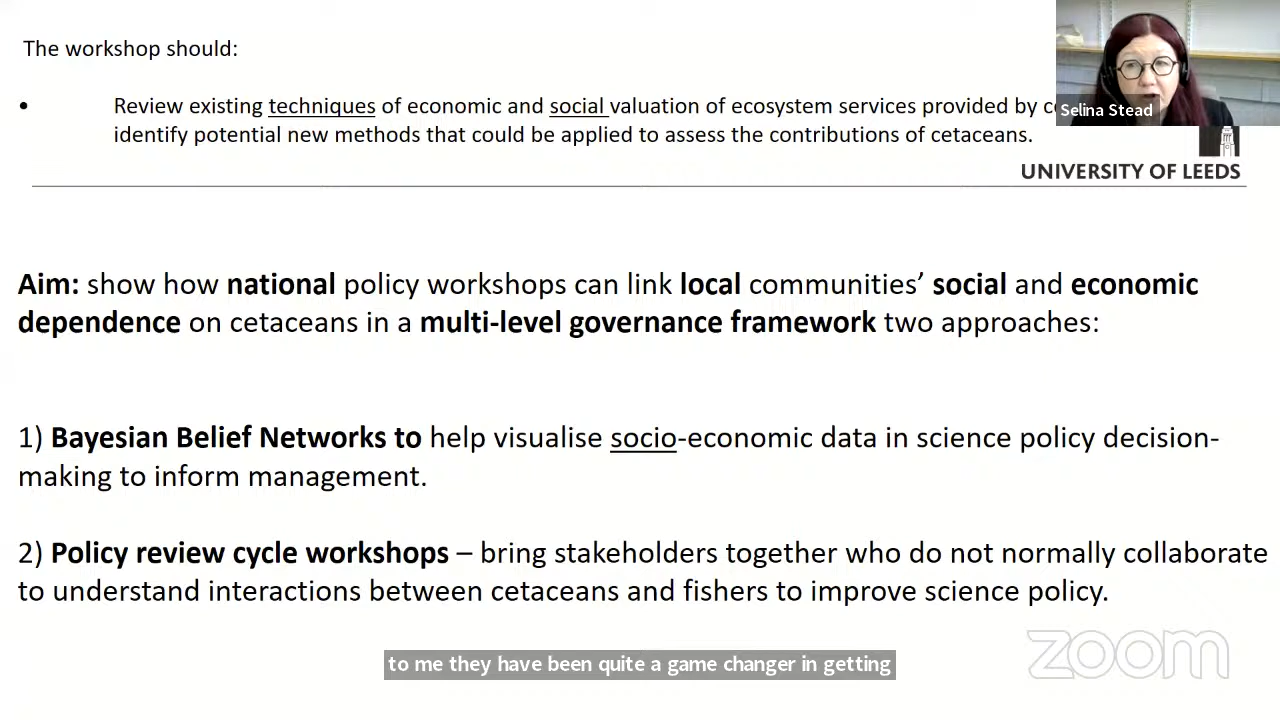 The workshop should:
• Review existing techniques of economic and social valuation of ecosystem services provided by
identify potential new methods that could be applied to assess the contributions of cetaceans.
Selina Stead
UNIVERSITY OF LEEDS
Aim: show how national policy workshops can link local communities’ social and economic
dependence on cetaceans in a multi-level governance framework two approaches:
1) Bayesian Belief Networks to help visualise socio-economic data in science policy decision-
making to inform management.
2) Policy review cycle workshops – bring stakeholders together who do not normally collaborate
to understand interactions between cetaceans and fishers to improve science policy.
to me they have been quite a game changer in getting
zoom